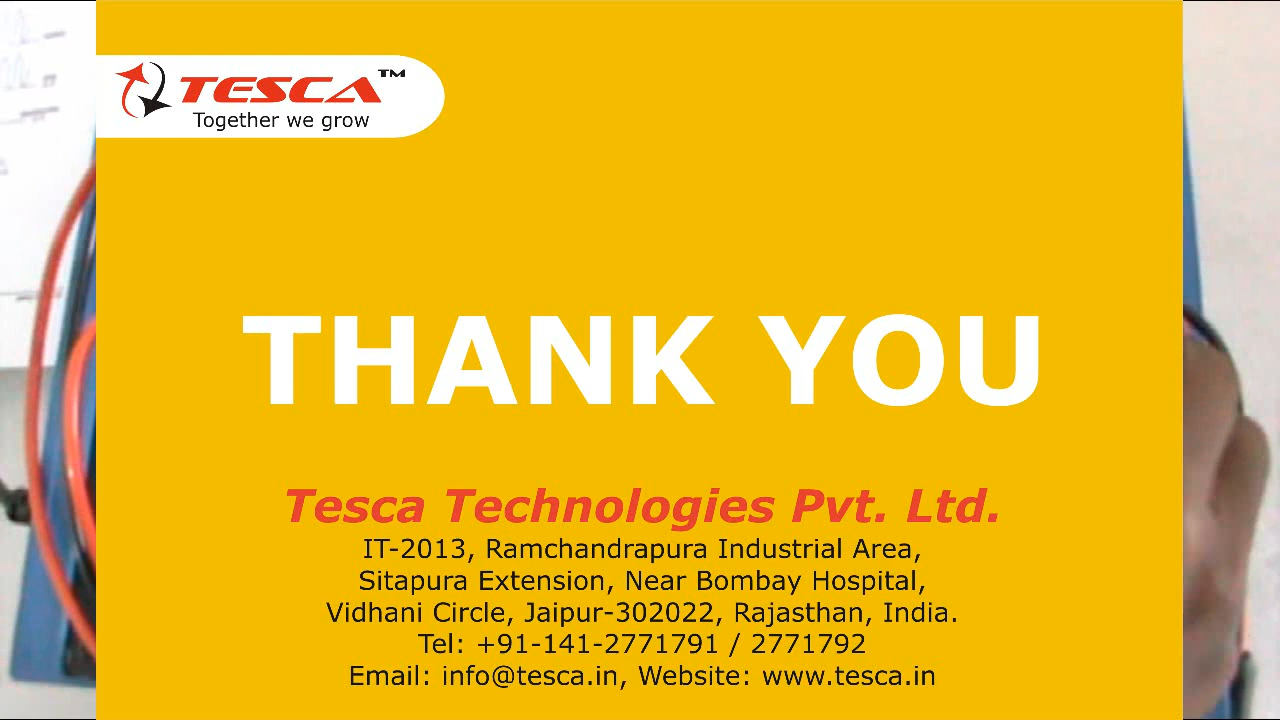 TESCA™
Together we grow
THANK YOU
Tesca Technologies Pvt. Ltd.
IT-2013, Ramchandrapura Industrial Area,
Sitapura Extension, Near Bombay Hospital,
Vidhani Circle, Jaipur-302022, Rajasthan, India.
Tel: +91-141-2771791 / 2771792
Email: info@tesca.in, Website: www.tesca.in